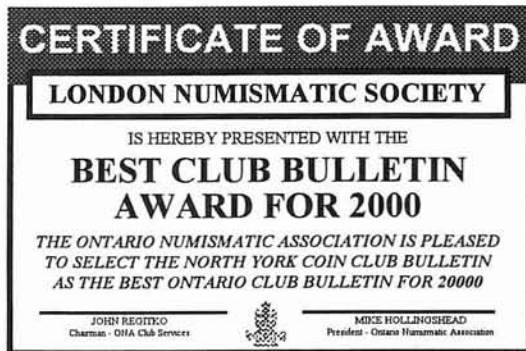 CERTIFICATE OF AWARD
LONDON NUMISMATIC SOCIETY
IS HEREBY PRESENTED WITH THE
BEST CLUB BULLETIN
AWARD FOR 2000
THE ONTARIO NUMISMATIC ASSOCIATION IS PLEASED
TO SELECT THE NORTH YORK COIN CLUB BULLETIN
AS THE BEST ONTARIO CLUB BULLETIN FOR 20000
JOHN REGITKO
Chairman - ONA Club Services
MIKE HOLLINGSHEAD
President - Ontario Numismatic Association